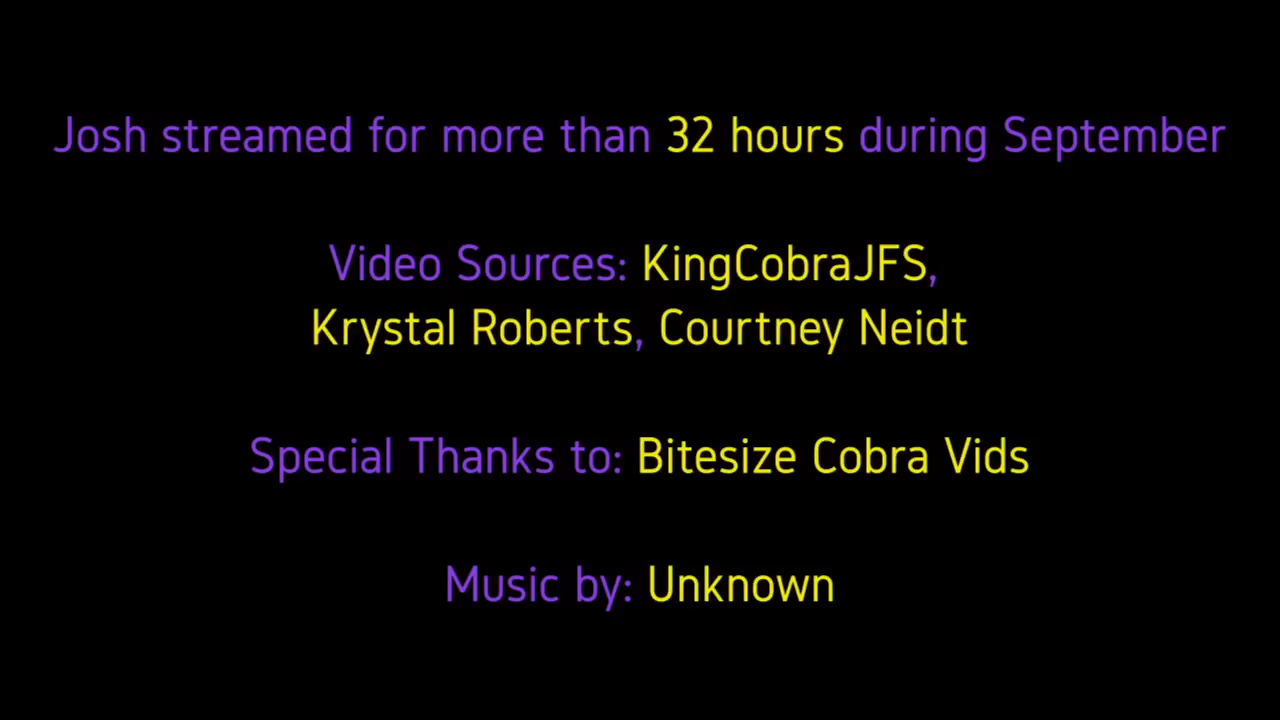 Josh streamed for more than 32 hours during September
Video Sources: KingCobraJFS,
Krystal Roberts, Courtney Neidt
Special Thanks to: Bitesize Cobra Vids
Music by: Unknown